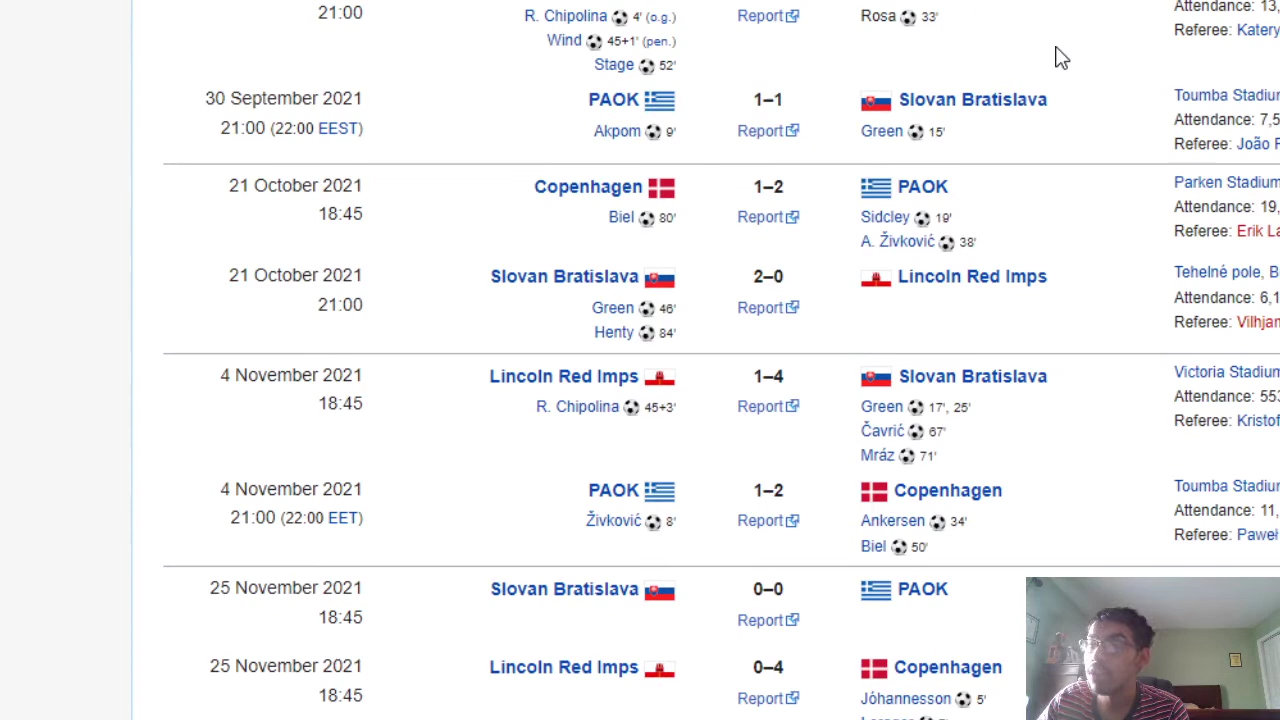 21:00 R. Chipolina 4' (o.g.) Report Rosa 33' Attendance: 13,
Wind 45+1' (pen.) Referee: Katery
Stage 52'
30 September 2021 PAOK 1–1 Slovan Bratislava Toumba Stadiu
21:00 (22:00 EEST) Akpom 9' Report Green 15' Attendance: 7,5
Referee: João F
21 October 2021 Copenhagen 1–2 PAOK Parken Stadium
18:45 Biel 80' Report Sidcley 19' Attendance: 19,
A. Živković 38' Referee: Erik La
21 October 2021 Slovan Bratislava 2–0 Lincoln Red Imps Tehelné pole, B
21:00 Green 46' Report Attendance: 6,1
Henty 84' Referee: Vilhjan
4 November 2021 Lincoln Red Imps 1–4 Slovan Bratislava Victoria Stadium
18:45 R. Chipolina 45+3' Report Green 17', 25' Attendance: 553
Čavrić 67' Referee: Kristof
Mráz 71'
4 November 2021 PAOK 1–2 Copenhagen Toumba Stadiu
21:00 (22:00 EET) Živković 8' Report Ankersen 34' Attendance: 11,
Biel 50' Referee: Paweł
25 November 2021 Slovan Bratislava 0–0 PAOK
18:45 Report
25 November 2021 Lincoln Red Imps 0–4 Copenhagen
18:45 Report Jóhannesson 5'